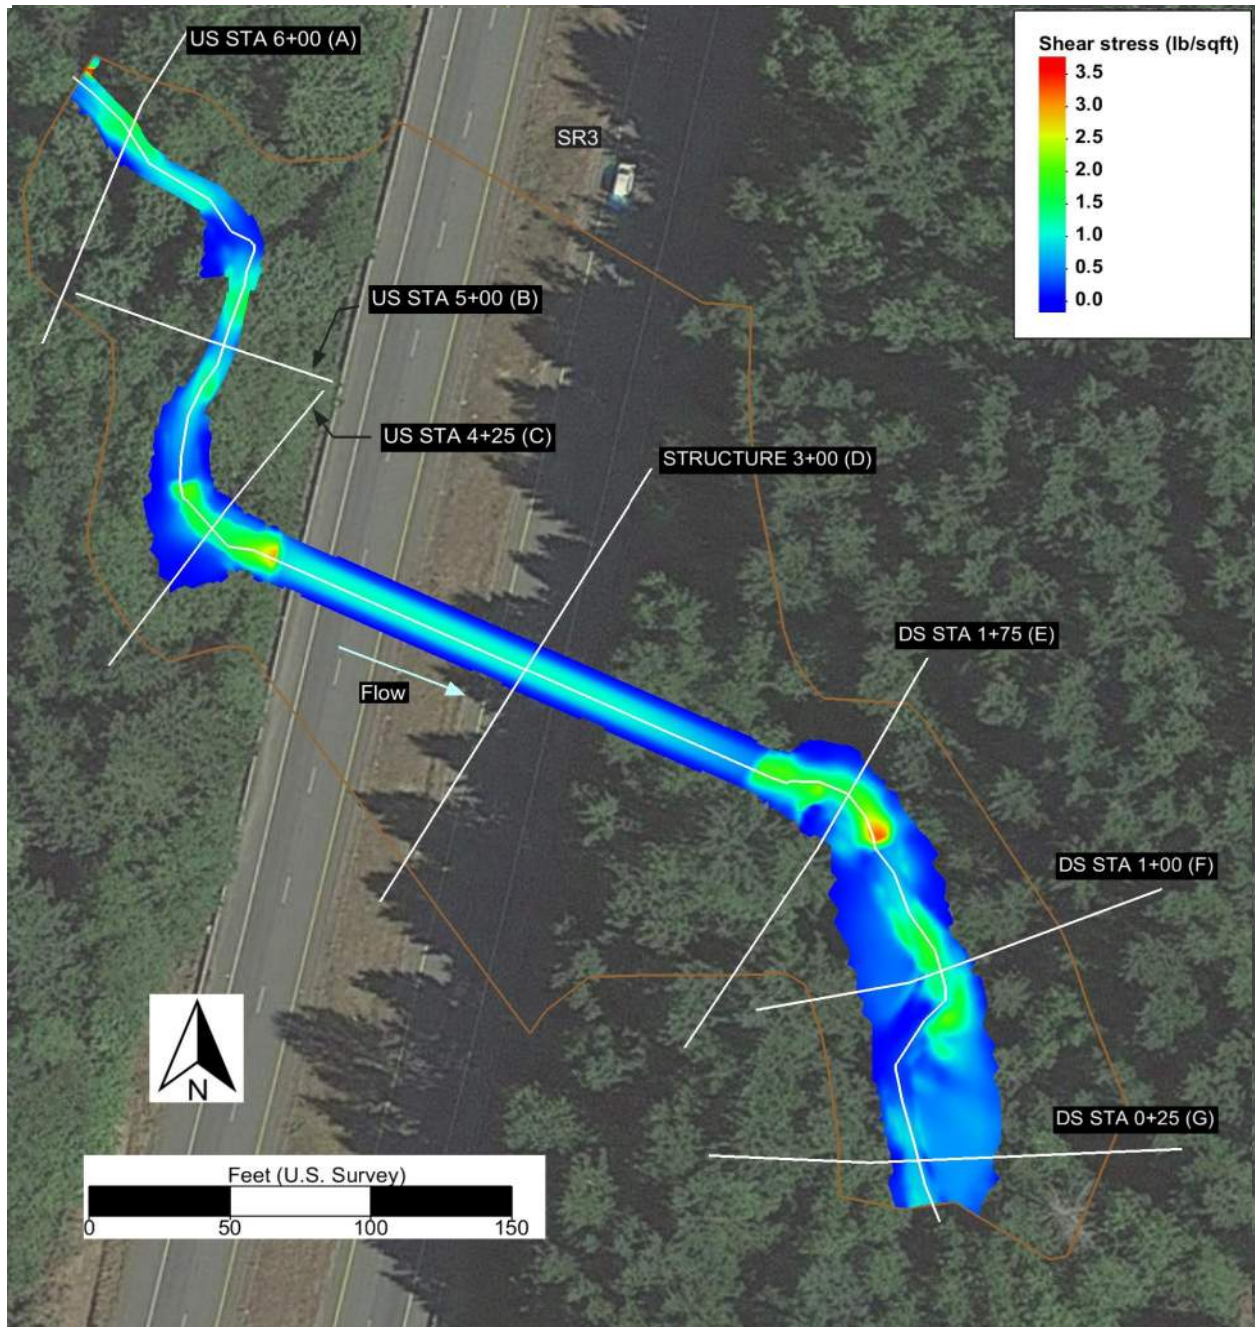 US STA 6+00 (A)
Shear stress (lb/sqft)
3.5
3.0
2.5
2.0
1.5
1.0
0.5
0.0
SR3
US STA 5+00 (B)
US STA 4+25 (C)
STRUCTURE 3+00 (D)
DS STA 1+75 (E)
Flow
DS STA 1+00 (F)
N
DS STA 0+25 (G)
Feet (U.S. Survey)
0 50 100 150